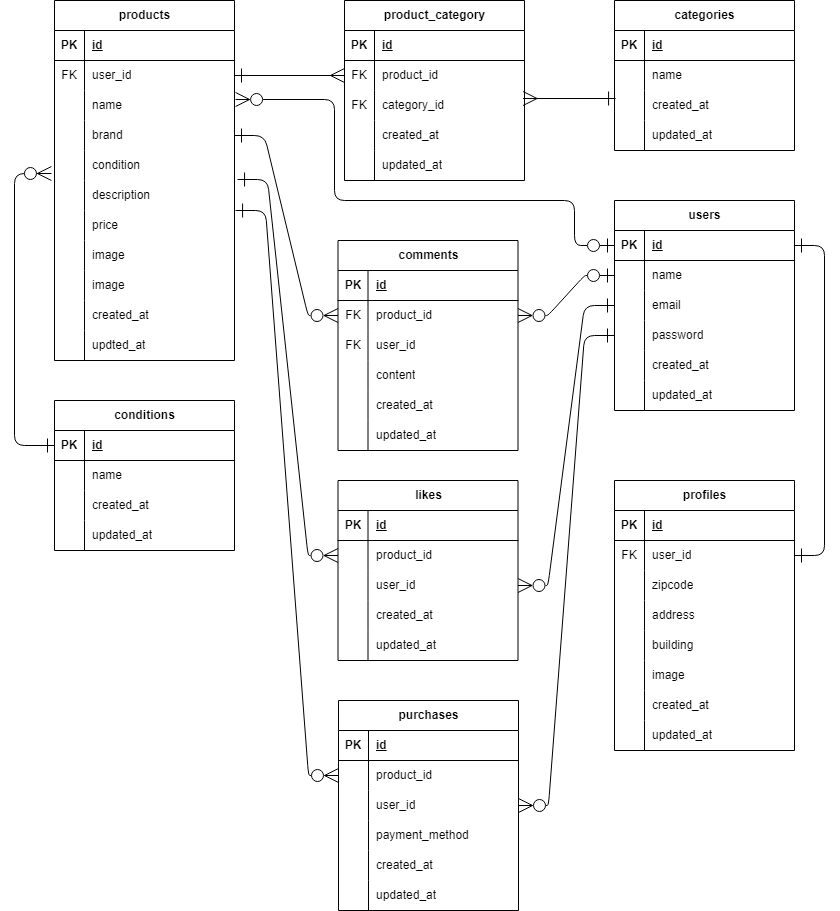 products
PK id
FK user_id
name
brand
condition
description
price
image
image
created_at
updted_at
product_category
PK id
FK product_id
FK category_id
created_at
updated_at
categories
PK id
name
created_at
updated_at
users
PK id
name
email
password
created_at
updated_at
comments
PK id
FK product_id
FK user_id
content
created_at
updated_at
conditions
PK id
name
created_at
updated_at
likes
PK id
product_id
user_id
created_at
updated_at
profiles
PK id
FK user_id
zipcode
address
building
image
created_at
updated_at
purchases
PK id
product_id
user_id
payment_method
created_at
updated_at